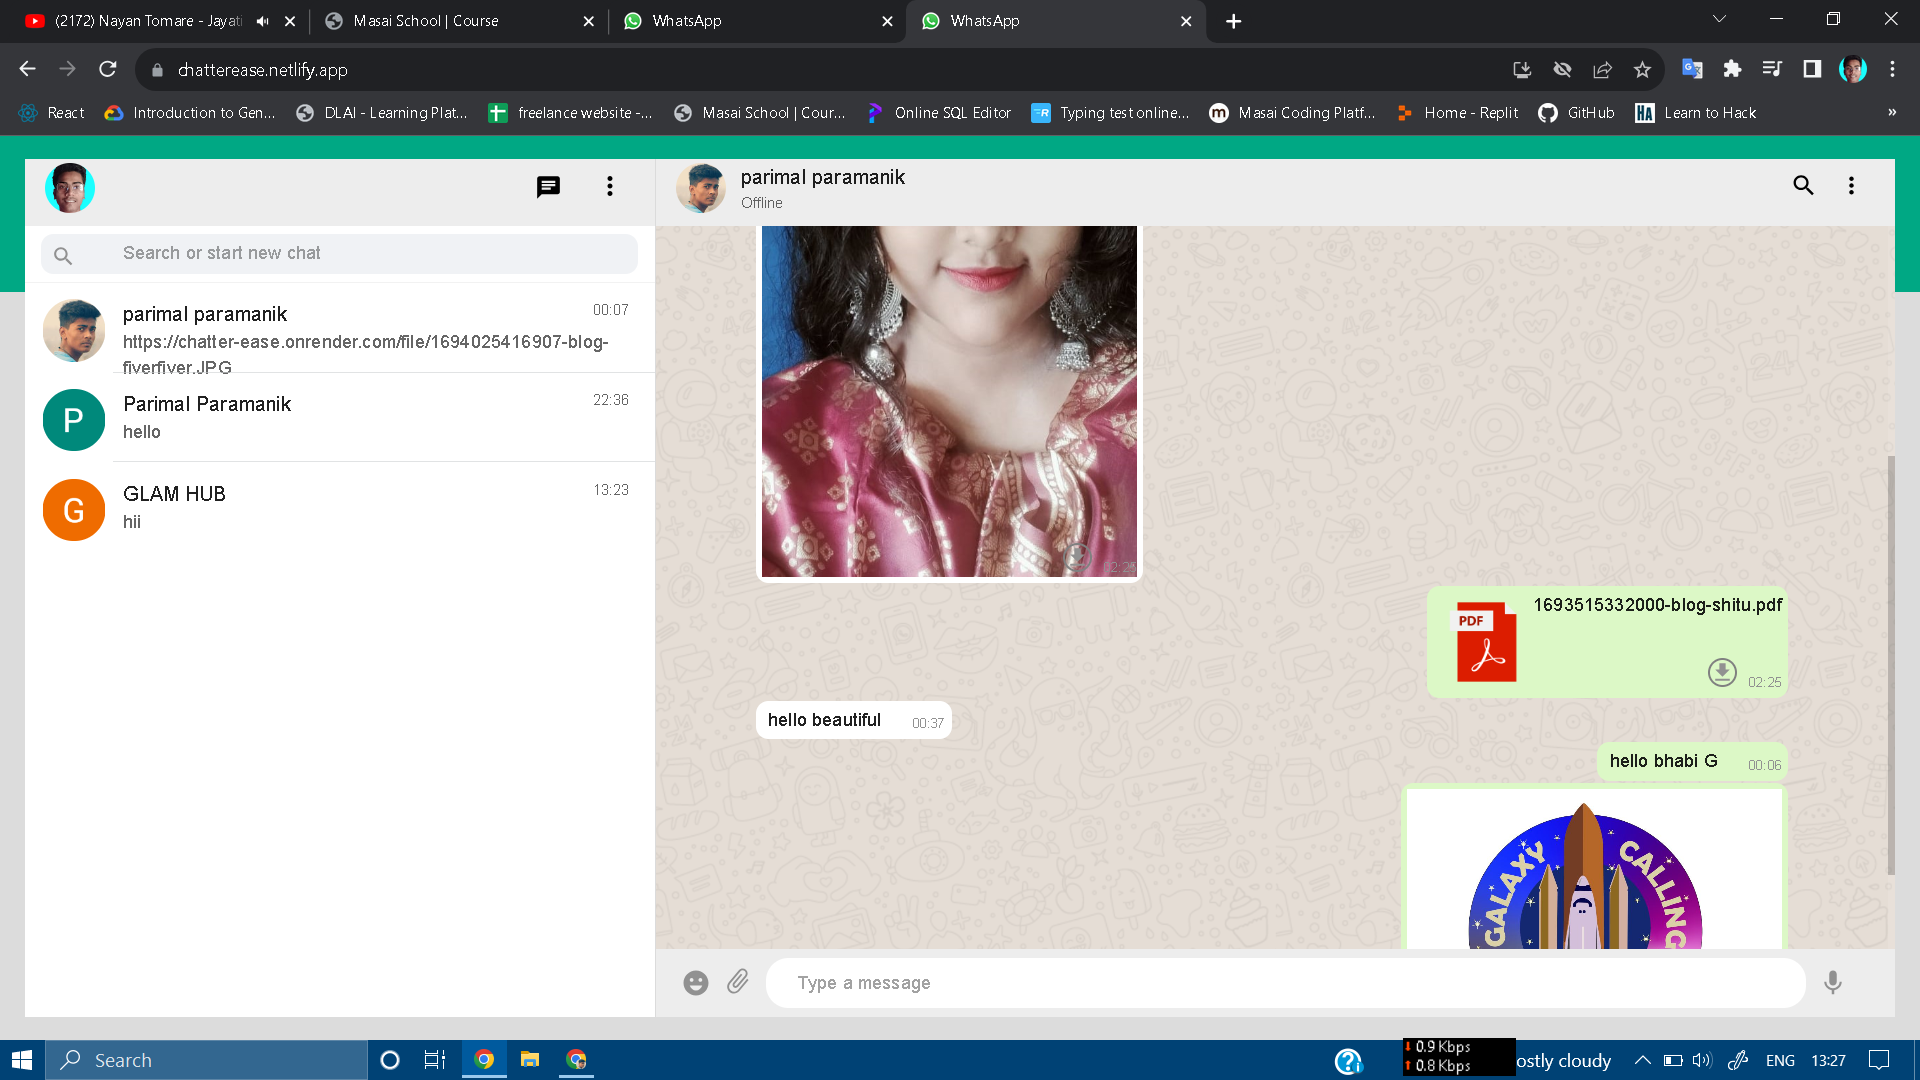 (2172) Nayan Tomare - Jayati
Masai School | Course
WhatsApp
WhatsApp
chatterease.netlify.app
React
Introduction to Gen...
DLAI - Learning Plat...
freelance website -...
Masai School | Cour...
Online SQL Editor
Typing test online...
Masai Coding Platf...
Home - Replit
GitHub
HA
Learn to Hack
»
parimal paramanik
Offline
Search or start new chat
parimal paramanik
00:07
https://chatter-ease.onrender.com/file/1694025416907-blog-
fiverfiver.JPG
P
Parimal Paramanik
22:36
hello
G
GLAM HUB
13:23
hii
02:25
PDF
1693515332000-blog-shitu.pdf
02:25
hello beautiful
00:37
hello bhabi G
00:06
GALAXY CALLING
Type a message
Search
0.9 Kbps
0.8 Kbps
ostly cloudy
ENG
13:27